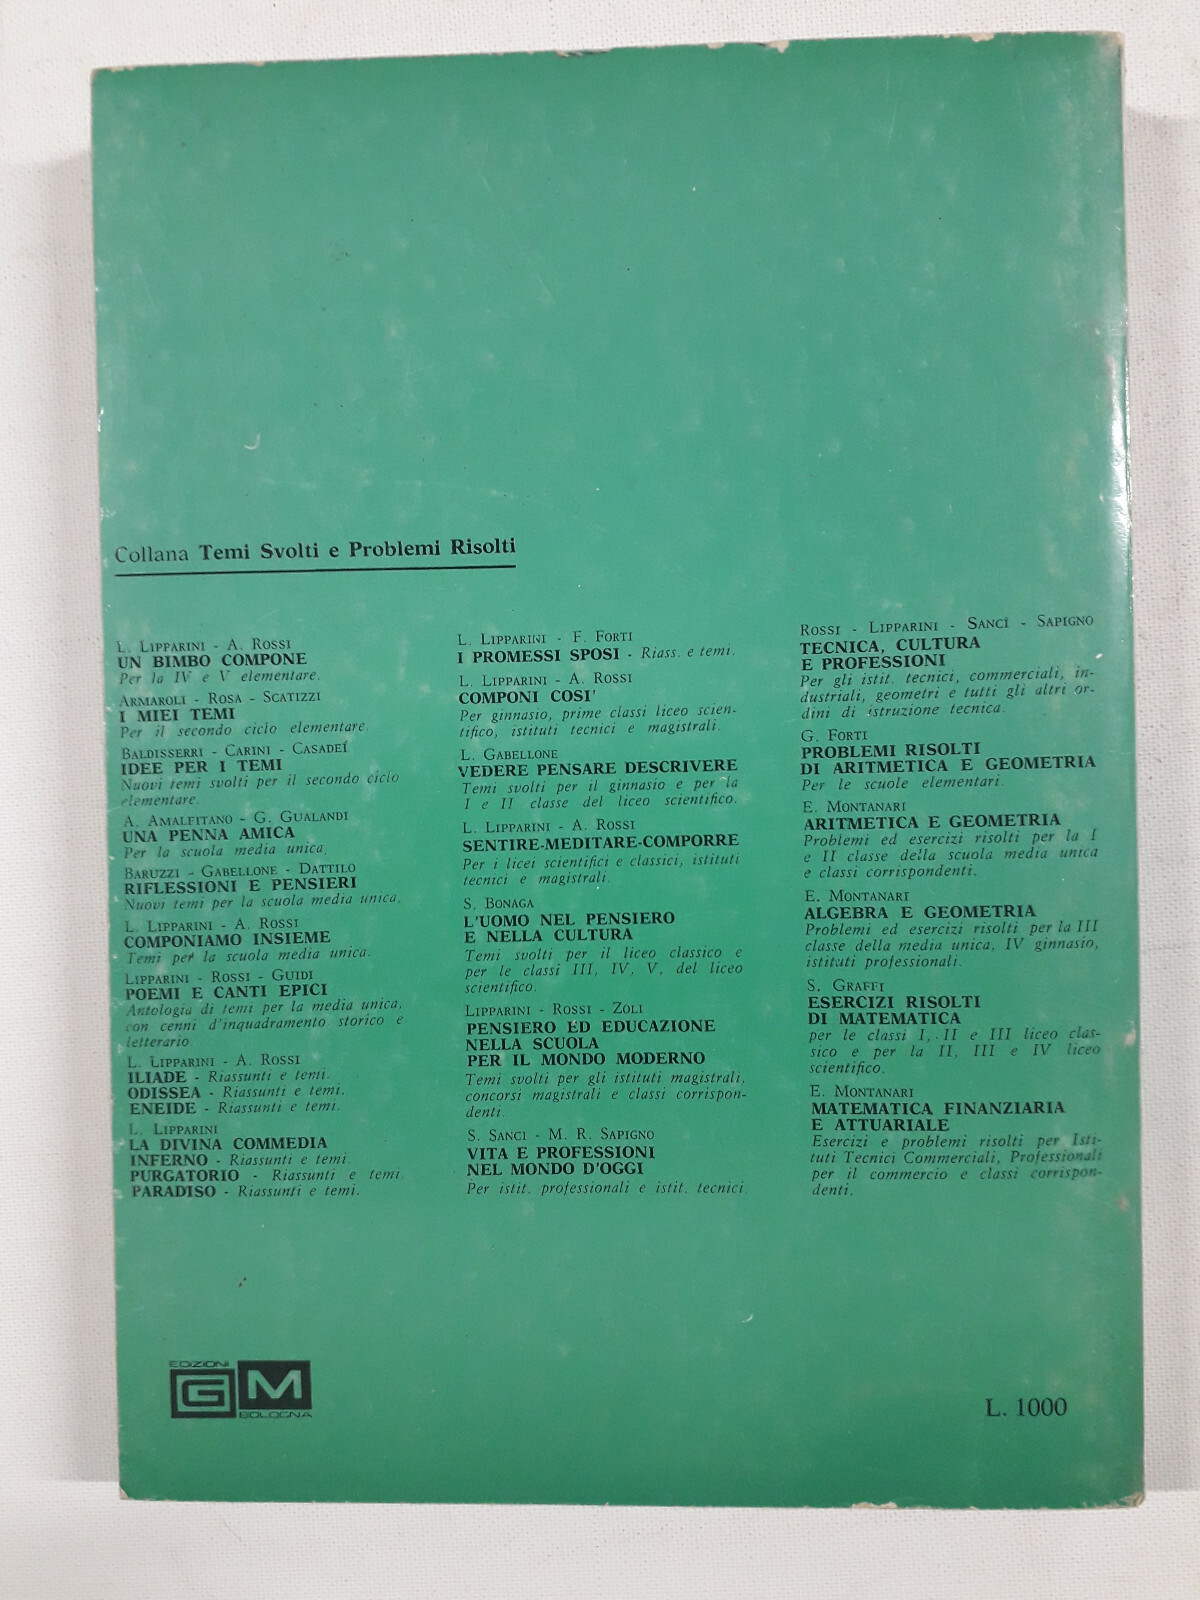 Collana Temi Svolti e Problemi Risolti
L. LIPPARINI - A. ROSSI
UN BIMBO COMPONE
Per la IV e V elementare.
ARMAROLI - ROSA - SCATIZZI
I MIEI TEMI
Per il secondo ciclo elementare.
BALDISSERRI - CARINI - CASADEÎ
IDEE PER I TEMI
Nuovi temi svolti per il secondo ciclo
elementare.
A. AMALFITANO - G. GUALANDI
UNA PENNA AMICA
Per la scuola media unica.
BARUZZI - GABELLONE - DATTILO
RIFLESSIONI E PENSIERI
Nuovi temi per la scuola media unica.
L. LIPPARINI - A. ROSSI
COMPONIAMO INSIEME
Temi per la scuola media unica.
LIPPARINI - ROSSI - GUIDI
POEMI E CANTI EPICI
Antologia di temi per la media unica,
con cenni d'inquadramento storico e
letterario.
L. LIPPARINI - A. ROSSI
ILIADE - Riassunti e temi.
ODISSEA - Riassunti e temi.
ENEIDE - Riassunti e temi.
L. LIPPARINI
LA DIVINA COMMEDIA
INFERNO - Riassunti e temi.
PURGATORIO - Riassunti e temi.
PARADISO - Riassunti e temi.
L. LIPPARINI - F. FORTI
I PROMESSI SPOSI - Riass. e temi.
L. LIPPARINI - A. ROSSI
COMPONI COSI'
Per ginnasio, prime classi liceo scien-
tifico, istituti tecnici e magistrali.
L. GABELLONE
VEDERE PENSARE DESCRIVERE
Temi svolti per il ginnasio e per la
I e II classe del liceo scientifico.
L. LIPPARINI - A. ROSSI
SENTIRE-MEDITARE-COMPORRE
Per i licei scientifici e classici, istituti
tecnici e magistrali.
S. BONAGA
L'UOMO NEL PENSIERO
E NELLA CULTURA
Temi svolti per il liceo classico e
per le classi III, IV, V, del liceo
scientifico.
LIPPARINI - ROSSI - ZOLI
PENSIERO ED EDUCAZIONE
NELLA SCUOLA
PER IL MONDO MODERNO
Temi svolti per gli istituti magistrali,
concorsi magistrali e classi corrispon-
denti.
S. SANCI - M. R. SAPIGNO
VITA E PROFESSIONI
NEL MONDO D'OGGI
Per istit. professionali e istit. tecnici
ROSSI - LIPPARINI - SANCÎ - SAPIGNO
TECNICA, CULTURA
E PROFESSIONI
Per gli istit. tecnici, commerciali, in-
dustriali, geometri e tutti gli altri or-
dini di istruzione tecnica.
G. FORTI
PROBLEMI RISOLTI
DI ARITMETICA E GEOMETRIA
Per le scuole elementari.
E. MONTANARI
ARITMETICA E GEOMETRIA
Problemi ed esercizi risolti per la I
e II classe della scuola media unica
e classi corrispondenti.
E. MONTANARI
ALGEBRA E GEOMETRIA
Problemi ed esercizi risolti per la III
classe della media unica, IV ginnasio,
istituti professionali.
S. GRAFFI
ESERCIZI RISOLTI
DI MATEMATICA
per le classi I, II e III liceo clas-
sico e per la II, III e IV liceo
scientifico.
E. MONTANARI
MATEMATICA FINANZIARIA
E ATTUARIALE
Esercizi e problemi risolti per Isti-
tuti Tecnici Commerciali, Professionali
per il commercio e classi corrispon-
denti.
EDIZIONI
GM
BOLOGNA
L. 1000